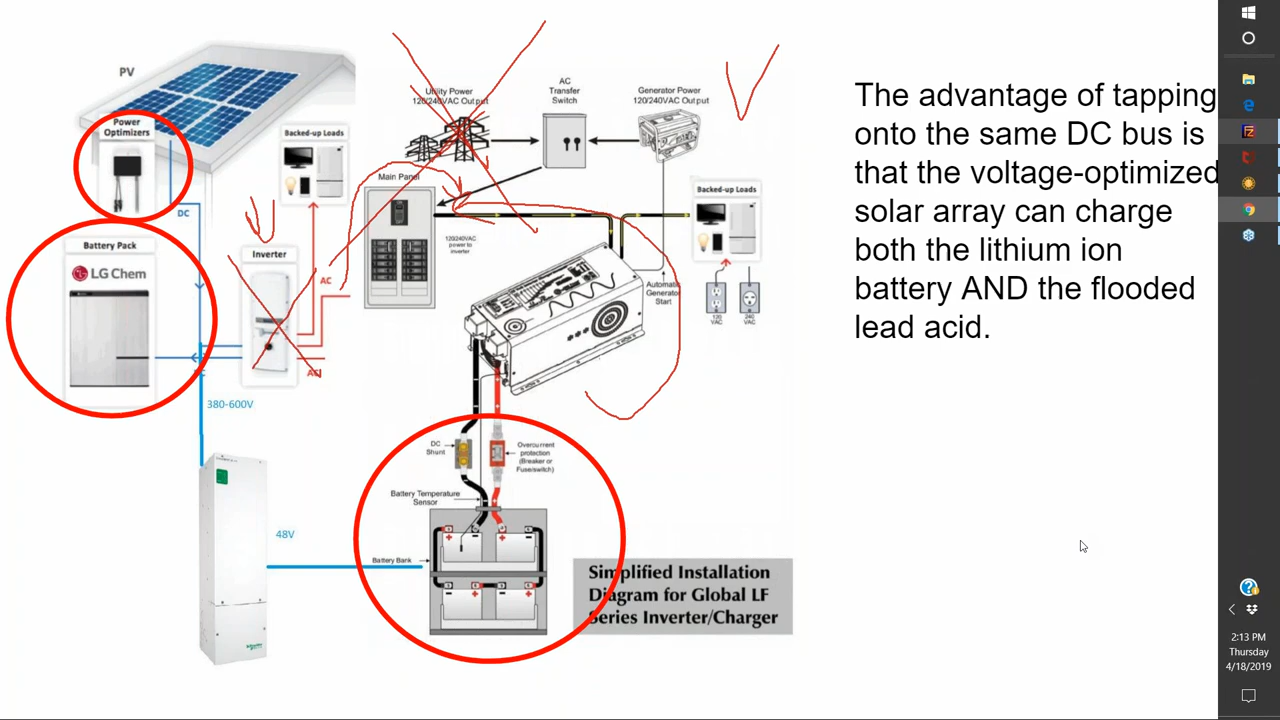 PV
Power
Optimizers
Backed-up Loads
DC
Battery Pack
LG Chem
Inverter
AC
AC
380-600V
48V
Utility Power
120/240VAC Output
AC
Transfer
Switch
Generator Power
120/240VAC Output
Main Panel
120/240VAC
power to
inverter
Backed-up Loads
Automatic
Generator
Start
120
VAC
240
VAC
DC
Shunt
Overcurrent
protection
(Breaker or
Fuse/switch)
Battery Temperature
Sensor
Battery Bank
Simplified Installation
Diagram for Global LF
Series Inverter/Charger
The advantage of tapping
onto the same DC bus is
that the voltage-optimized
solar array can charge
both the lithium ion
battery AND the flooded
lead acid.
2:13 PM
Thursday
4/18/2019